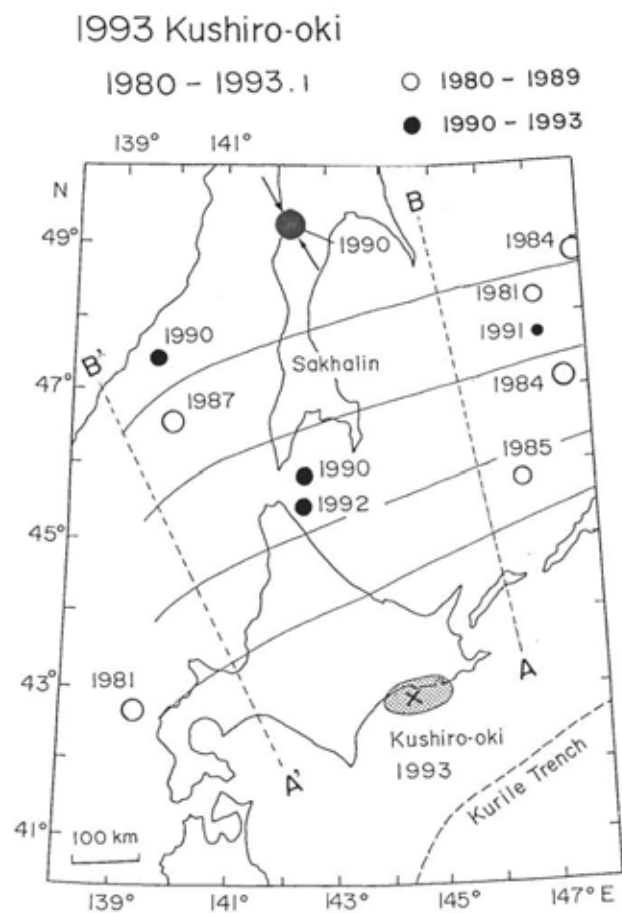 1993 Kushiro-oki
1980 - 1993.1
1980 - 1989
1990 - 1993
139° 141°
N
B
49°
1990
1984
1981
1991
1990
B'
Sakhalin
47°
1987
1984
1985
1990
1992
45°
43°
1981
A
Kushiro-oki
1993
A'
Kurile Trench
41°
100 km
139° 141° 143° 145° 147° E